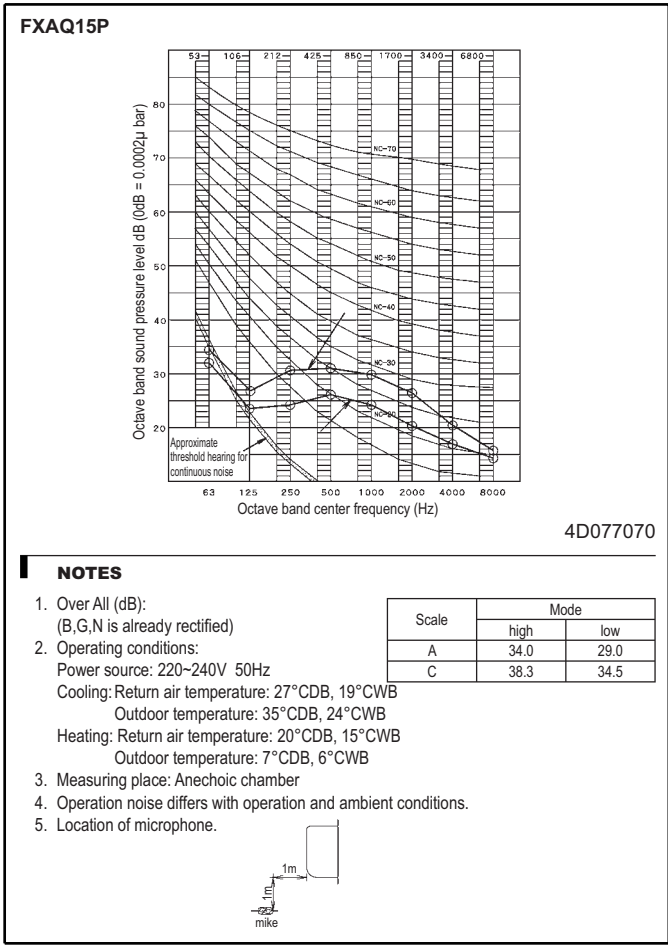 FXAQ15P
53 106 212 425 850 1700 3400 6800
Octave band sound pressure level dB (0dB = 0.0002µ bar)
80
70
60
50
40
30
20
NC-70
NC-60
NC-50
NC-40
NC-30
NC-20
Approximate
threshold hearing for
continuous noise
63 125 250 500 1000 2000 4000 8000
Octave band center frequency (Hz)
4D077070
NOTES
1. Over All (dB):
(B,G,N is already rectified)
2. Operating conditions:
Power source: 220~240V 50Hz
Cooling: Return air temperature: 27°CDB, 19°CWB
Outdoor temperature: 35°CDB, 24°CWB
Heating: Return air temperature: 20°CDB, 15°CWB
Outdoor temperature: 7°CDB, 6°CWB
3. Measuring place: Anechoic chamber
4. Operation noise differs with operation and ambient conditions.
5. Location of microphone.
Scale Mode
high low
A 34.0 29.0
C 38.3 34.5
1m
1m
mike